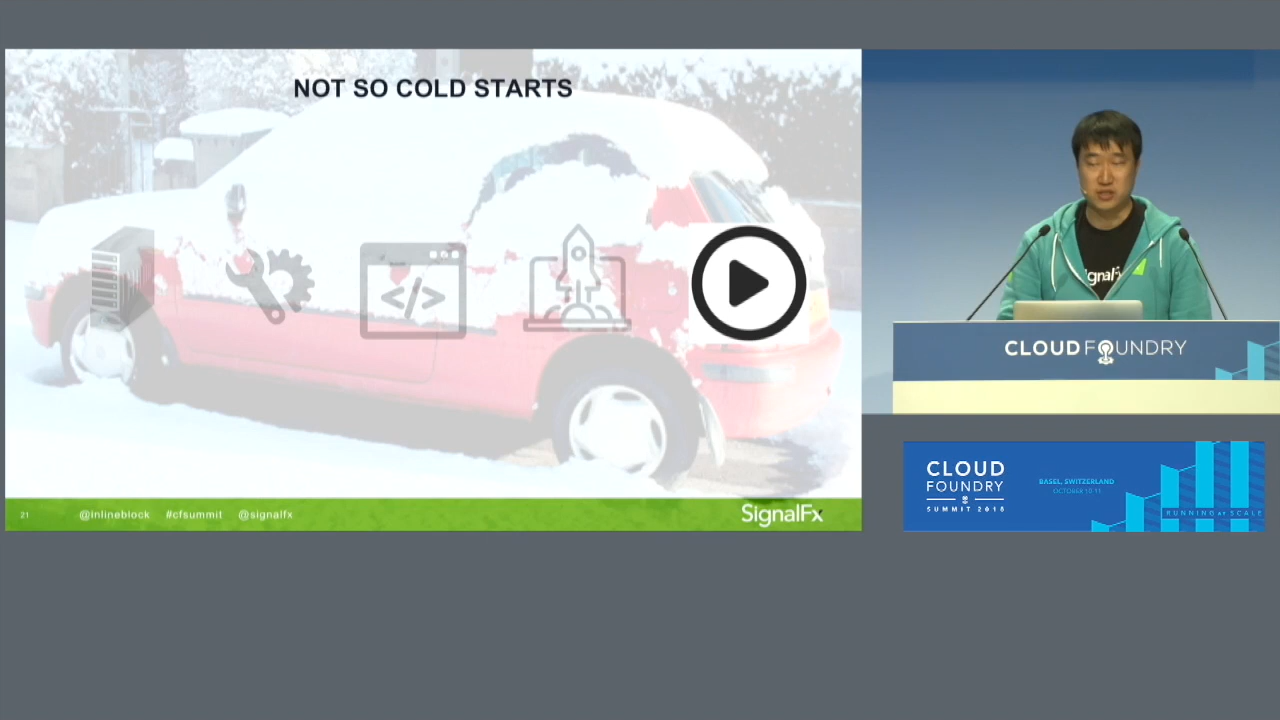 NOT SO COLD STARTS
</>
21 @inlineblock #cfsummit @signalfx
SignalFx
signalFx
CLOUD FOUNDRY
CLOUD
FOUNDRY
SUMMIT 2018
BASEL, SWITZERLAND
OCTOBER 10-11
RUNNING AT SCALE